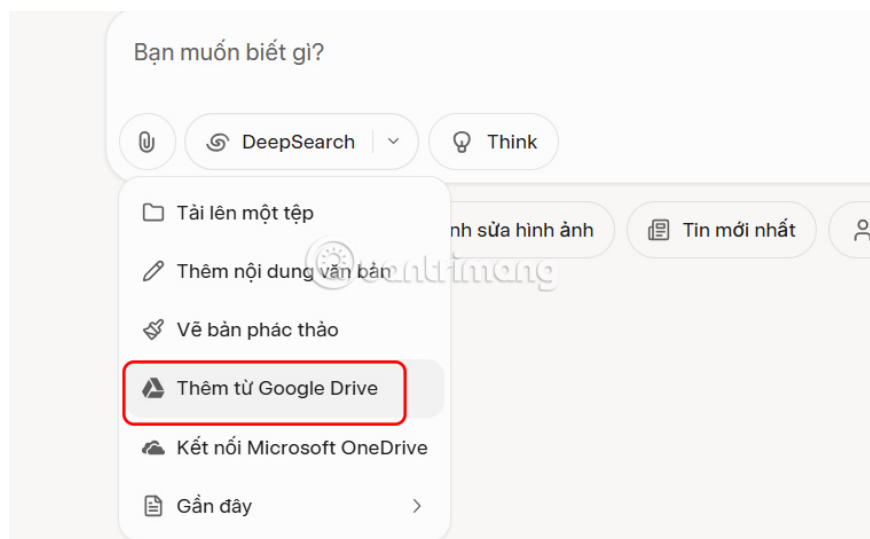 Bạn muốn biết gì?
DeepSearch
Think
Tải lên một tệp
nh sửa hình ảnh
Tin mới nhất
Thêm nội dung văn bản
Quantrimang
Vẽ bản phác thảo
Thêm từ Google Drive
Kết nối Microsoft OneDrive
Gần đây